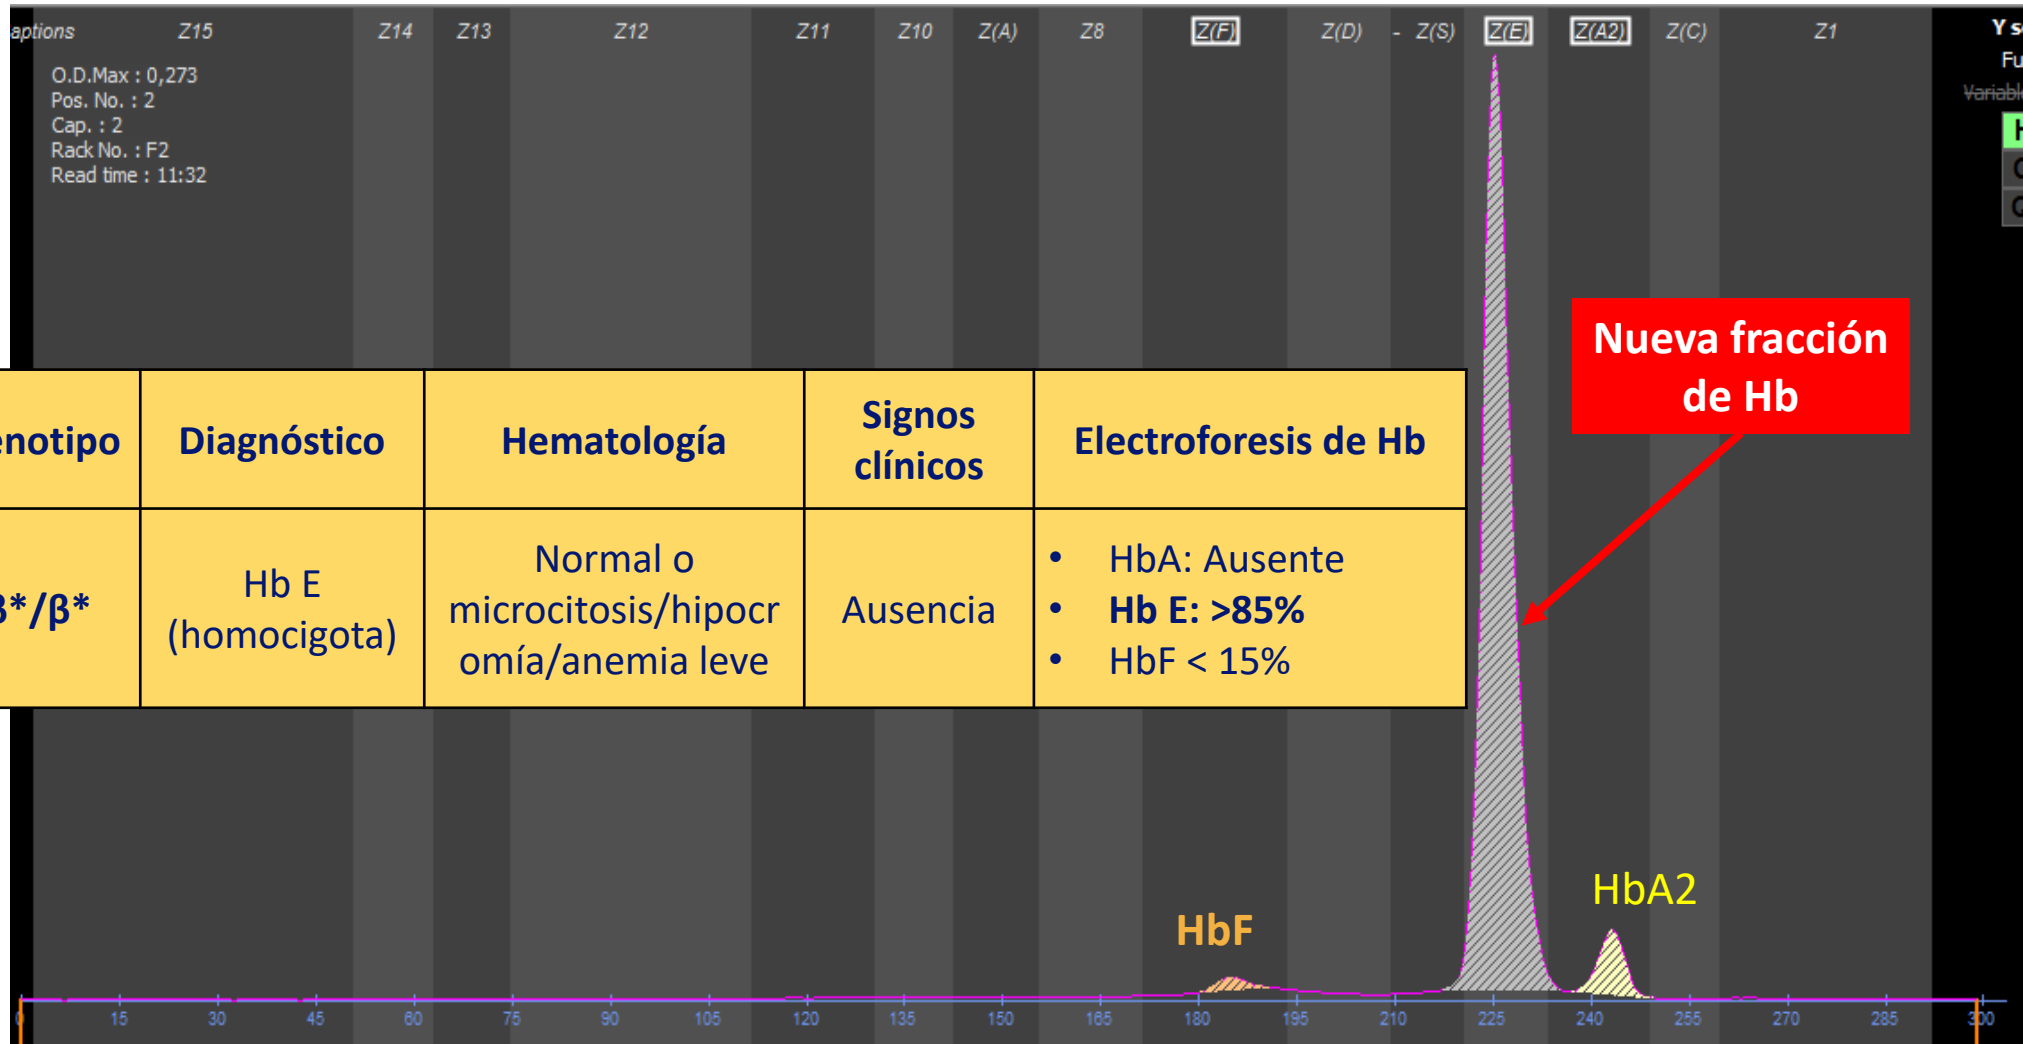 aptions Z15 Z14 Z13 Z12 Z11 Z10 Z(A) Z8 Z(F) Z(D) - Z(S) Z(E) Z(A2) Z(C) Z1
O.D.Max : 0,273
Pos. No. : 2
Cap. : 2
Rack No. : F2
Read time : 11:32
Y s
Fu
Variabl
H
Nueva fracción
de Hb
enotipo
Diagnóstico
Hematología
Signos
clínicos
Electroforesis de Hb
β*/β*
Hb E
(homocigota)
Normal o
microcitosis/hipocr
omía/anemia leve
Ausencia
• HbA: Ausente
• Hb E: >85%
• HbF < 15%
HbF
HbA2
0 15 30 45 60 75 90 105 120 135 150 165 180 195 210 225 240 255 270 285 300